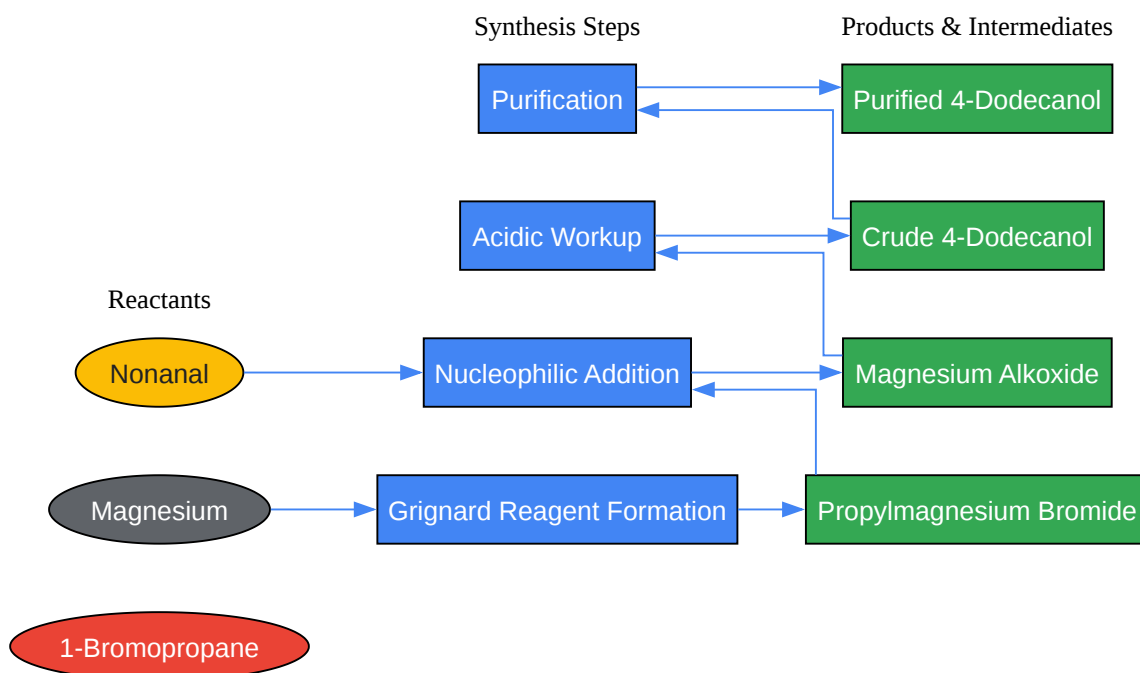 Synthesis Steps
Products & Intermediates
Purification
Purified 4-Dodecanol
Acidic Workup
Crude 4-Dodecanol
Reactants
Nonanal
Nucleophilic Addition
Magnesium Alkoxide
Magnesium
Grignard Reagent Formation
Propylmagnesium Bromide
1-Bromopropane